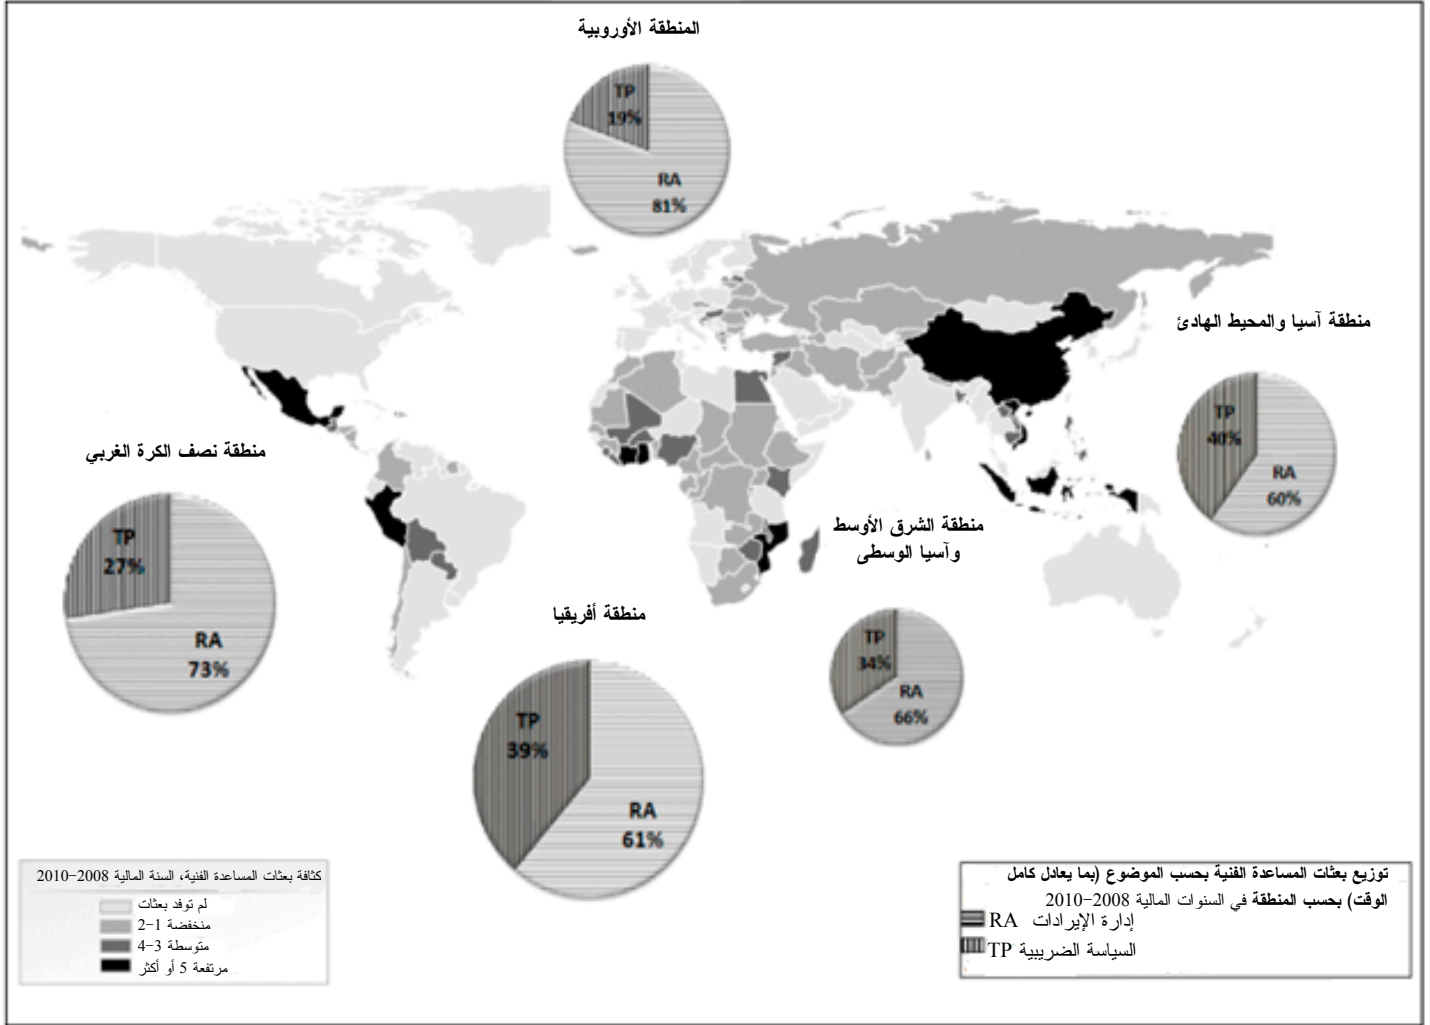 المنطقة الأوروبية
TP
19%
RA
81%
منطقة آسيا والمحيط الهادئ
TP
40%
RA
60%
منطقة نصف الكرة الغربي
TP
27%
RA
73%
منطقة الشرق الأوسط
وآسيا الوسطى
TP
34%
RA
66%
منطقة أفريقيا
TP
39%
RA
61%
كثافة بعثات المساعدة الفنية، السنة المالية 2008-2010
لم توفد بعثات
منخفضة 1-2
متوسطة 3-4
مرتفعة 5 أو أكثر
توزيع بعثات المساعدة الفنية بحسب الموضوع (بما يعادل كامل
الوقت) بحسب المنطقة في السنوات المالية 2008-2010
إدارة الإيرادات RA
السياسة الضريبية TP